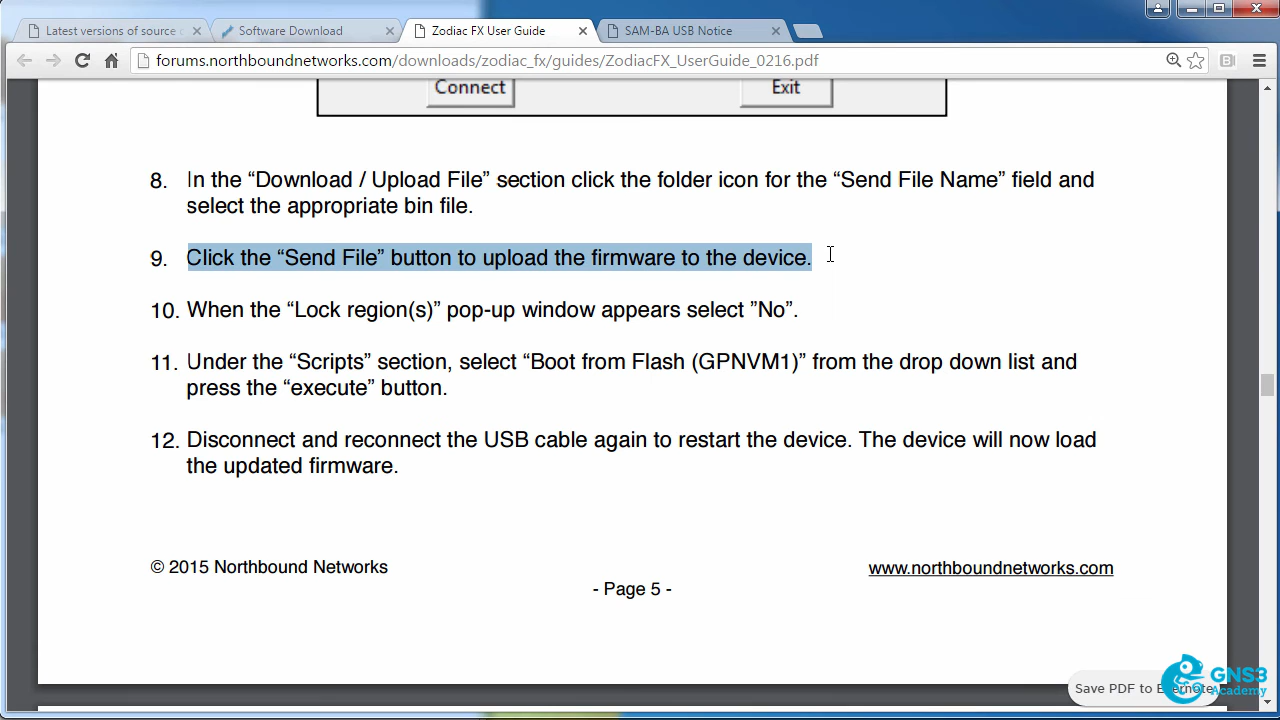 Latest versions of source
Software Download
Zodiac FX User Guide
SAM-BA USB Notice
forums.northboundnetworks.com/downloads/zodiac_fx/guides/ZodiacFX_UserGuide_0216.pdf
Connect
Exit
8. In the “Download / Upload File” section click the folder icon for the “Send File Name” field and
select the appropriate bin file.
9. Click the “Send File” button to upload the firmware to the device.
10. When the “Lock region(s)” pop-up window appears select ”No”.
11. Under the “Scripts” section, select “Boot from Flash (GPNVM1)” from the drop down list and
press the “execute” button.
12. Disconnect and reconnect the USB cable again to restart the device. The device will now load
the updated firmware.
© 2015 Northbound Networks
www.northboundnetworks.com
- Page 5 -
Save PDF to Evernote
GNS3
Academy